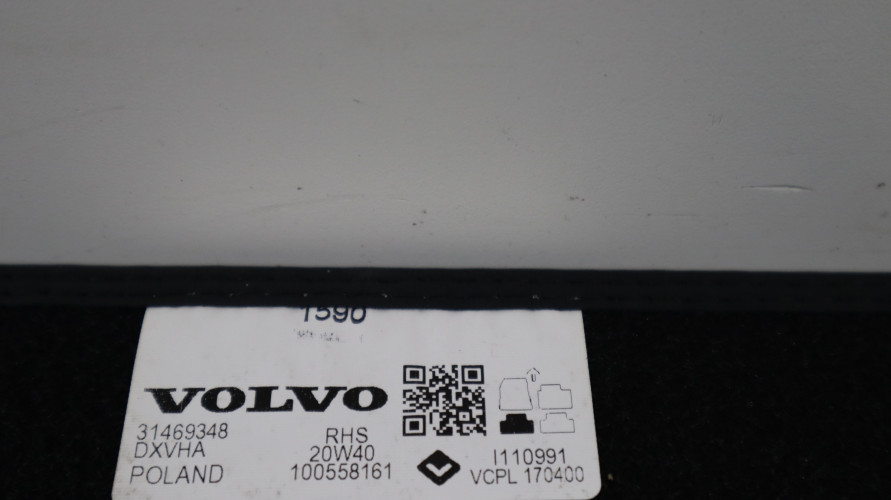 1590
VOLVO
31469348 RHS
DXVHA 20W40 I110991
POLAND 100558161 VCPL 170400